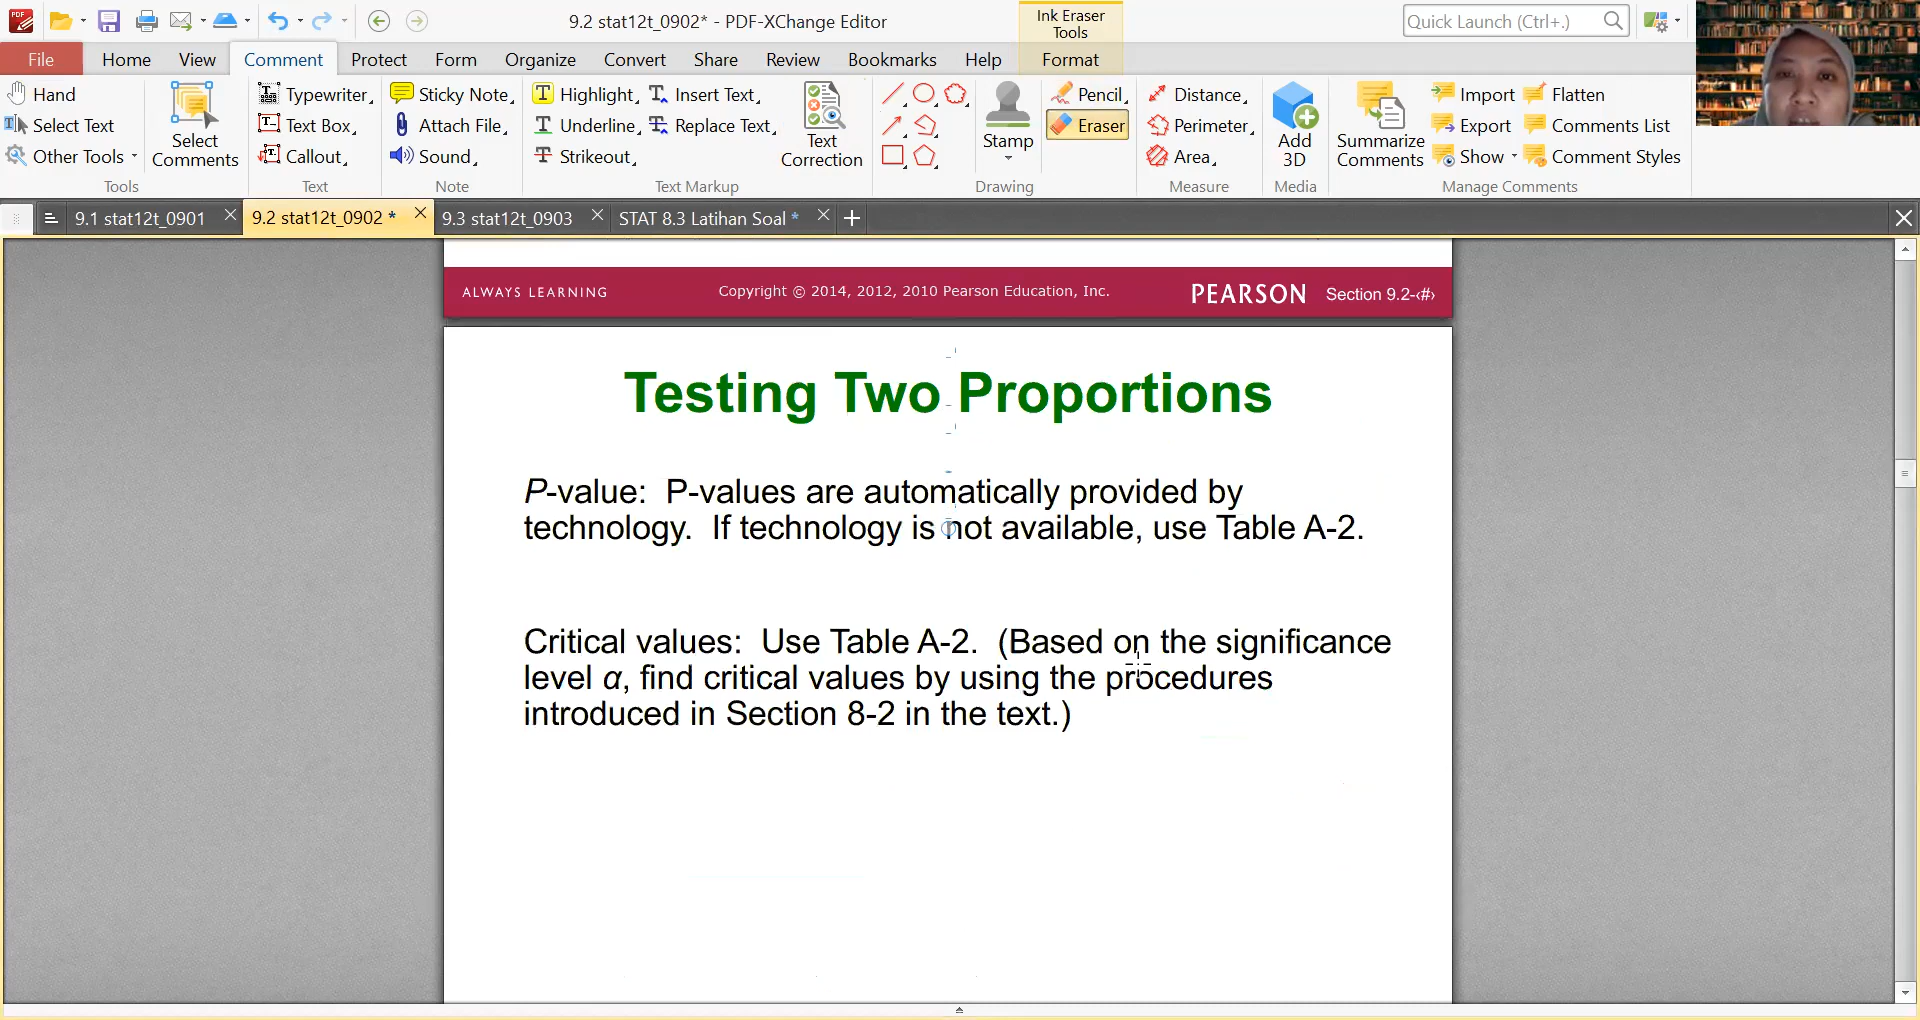 9.2 stat12t_0902* - PDF-XChange Editor
Ink Eraser Tools
Quick Launch (Ctrl+.)
File Home View Comment Protect Form Organize Convert Share Review Bookmarks Help Format
Hand
Select Text
Other Tools
Tools
Select Comments
Typewriter
Text Box
Callout
Text
Sticky Note
Attach File
Sound
Note
Highlight
Underline
Strikeout
Insert Text
Replace Text
Text Correction
Text Markup
Stamp
Drawing
Pencil
Eraser
Distance
Perimeter
Area
Measure
Add 3D
Media
Summarize Comments
Import
Export
Show
Flatten
Comments List
Comment Styles
Manage Comments
9.1 stat12t_0901
9.2 stat12t_0902 *
9.3 stat12t_0903
STAT 8.3 Latihan Soal *
ALWAYS LEARNING Copyright © 2014, 2012, 2010 Pearson Education, Inc. PEARSON Section 9.2-‹#›
Testing Two Proportions
P-value: P-values are automatically provided by
technology. If technology is not available, use Table A-2.
Critical values: Use Table A-2. (Based on the significance
level α, find critical values by using the procedures
introduced in Section 8-2 in the text.)